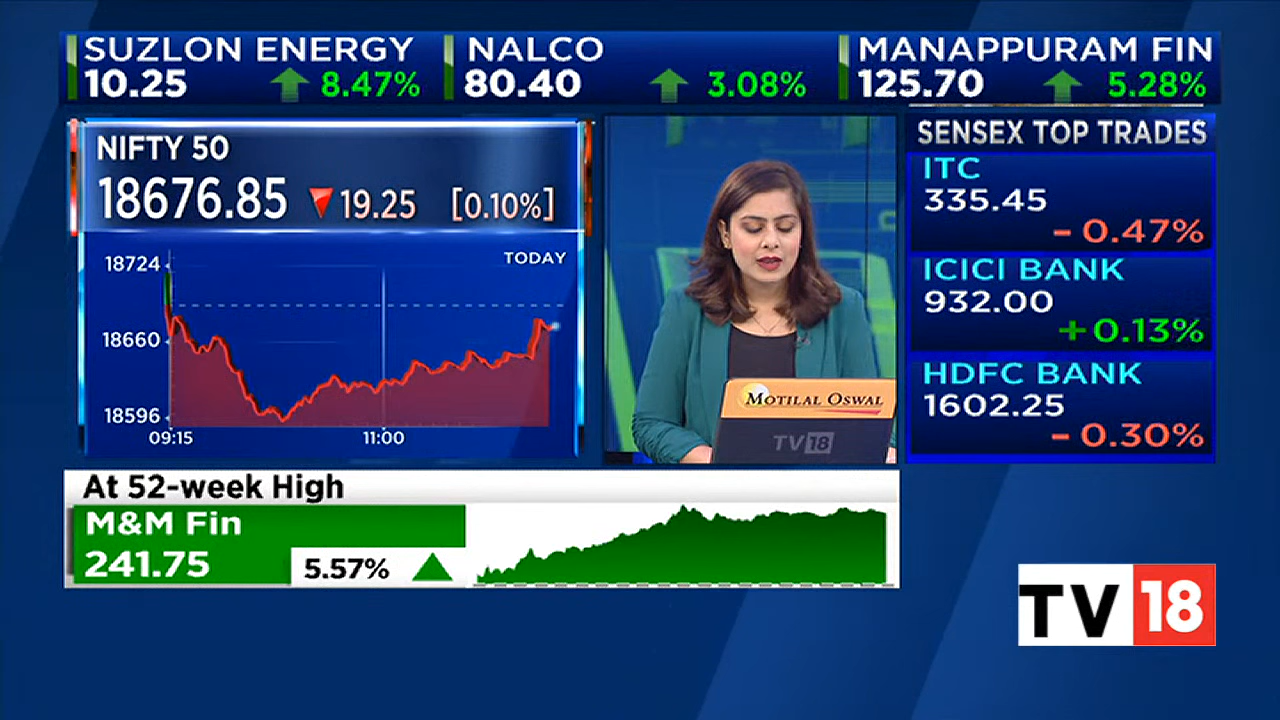 SUZLON ENERGY
10.25 8.47%
NALCO
80.40 3.08%
MANAPPURAM FIN
125.70 5.28%
NIFTY 50
18676.85 19.25 [0.10%]
TODAY
18724
18660
18596
09:15 11:00
MOTILAL OSWAL
TV18
SENSEX TOP TRADES
ITC
335.45
- 0.47%
ICICI BANK
932.00
+0.13%
HDFC BANK
1602.25
- 0.30%
At 52-week High
M&M Fin
241.75 5.57%
TV18